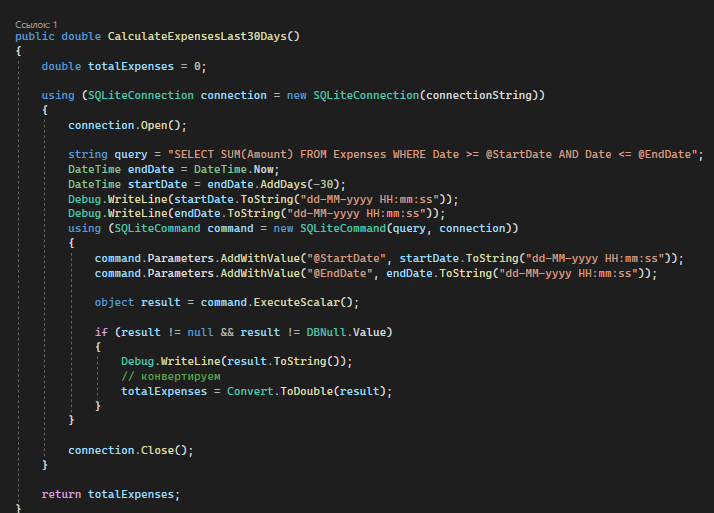 Ссылок: 1
public double CalculateExpensesLast30Days()
{
double totalExpenses = 0;
using (SQLiteConnection connection = new SQLiteConnection(connectionString))
{
connection.Open();
string query = "SELECT SUM(Amount) FROM Expenses WHERE Date >= @StartDate AND Date <= @EndDate";
DateTime endDate = DateTime.Now;
DateTime startDate = endDate.AddDays(-30);
Debug.WriteLine(startDate.ToString("dd-MM-yyyy HH:mm:ss"));
Debug.WriteLine(endDate.ToString("dd-MM-yyyy HH:mm:ss"));
using (SQLiteCommand command = new SQLiteCommand(query, connection))
{
command.Parameters.AddWithValue("@StartDate", startDate.ToString("dd-MM-yyyy HH:mm:ss"));
command.Parameters.AddWithValue("@EndDate", endDate.ToString("dd-MM-yyyy HH:mm:ss"));
object result = command.ExecuteScalar();
if (result != null && result != DBNull.Value)
{
Debug.WriteLine(result.ToString());
// конвертируем
totalExpenses = Convert.ToDouble(result);
}
}
connection.Close();
}
return totalExpenses;
}